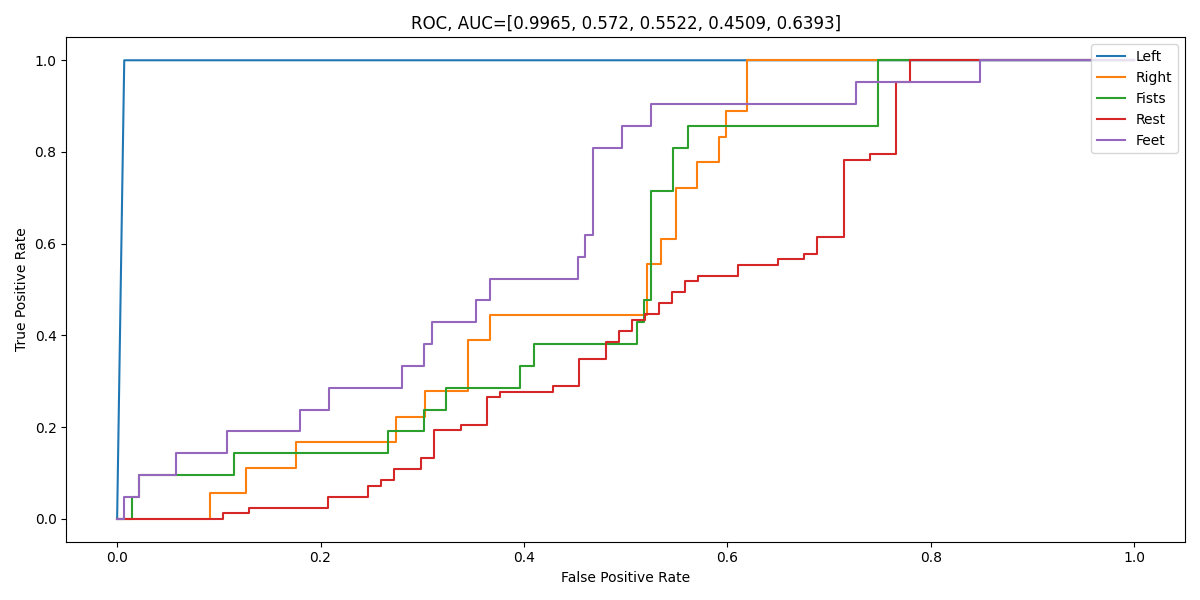 ROC, AUC=[0.9965, 0.572, 0.5522, 0.4509, 0.6393]
Left
Right
Fists
Rest
Feet
1.0
0.8
0.6
0.4
0.2
0.0
True Positive Rate
0.0 0.2 0.4 0.6 0.8 1.0
False Positive Rate